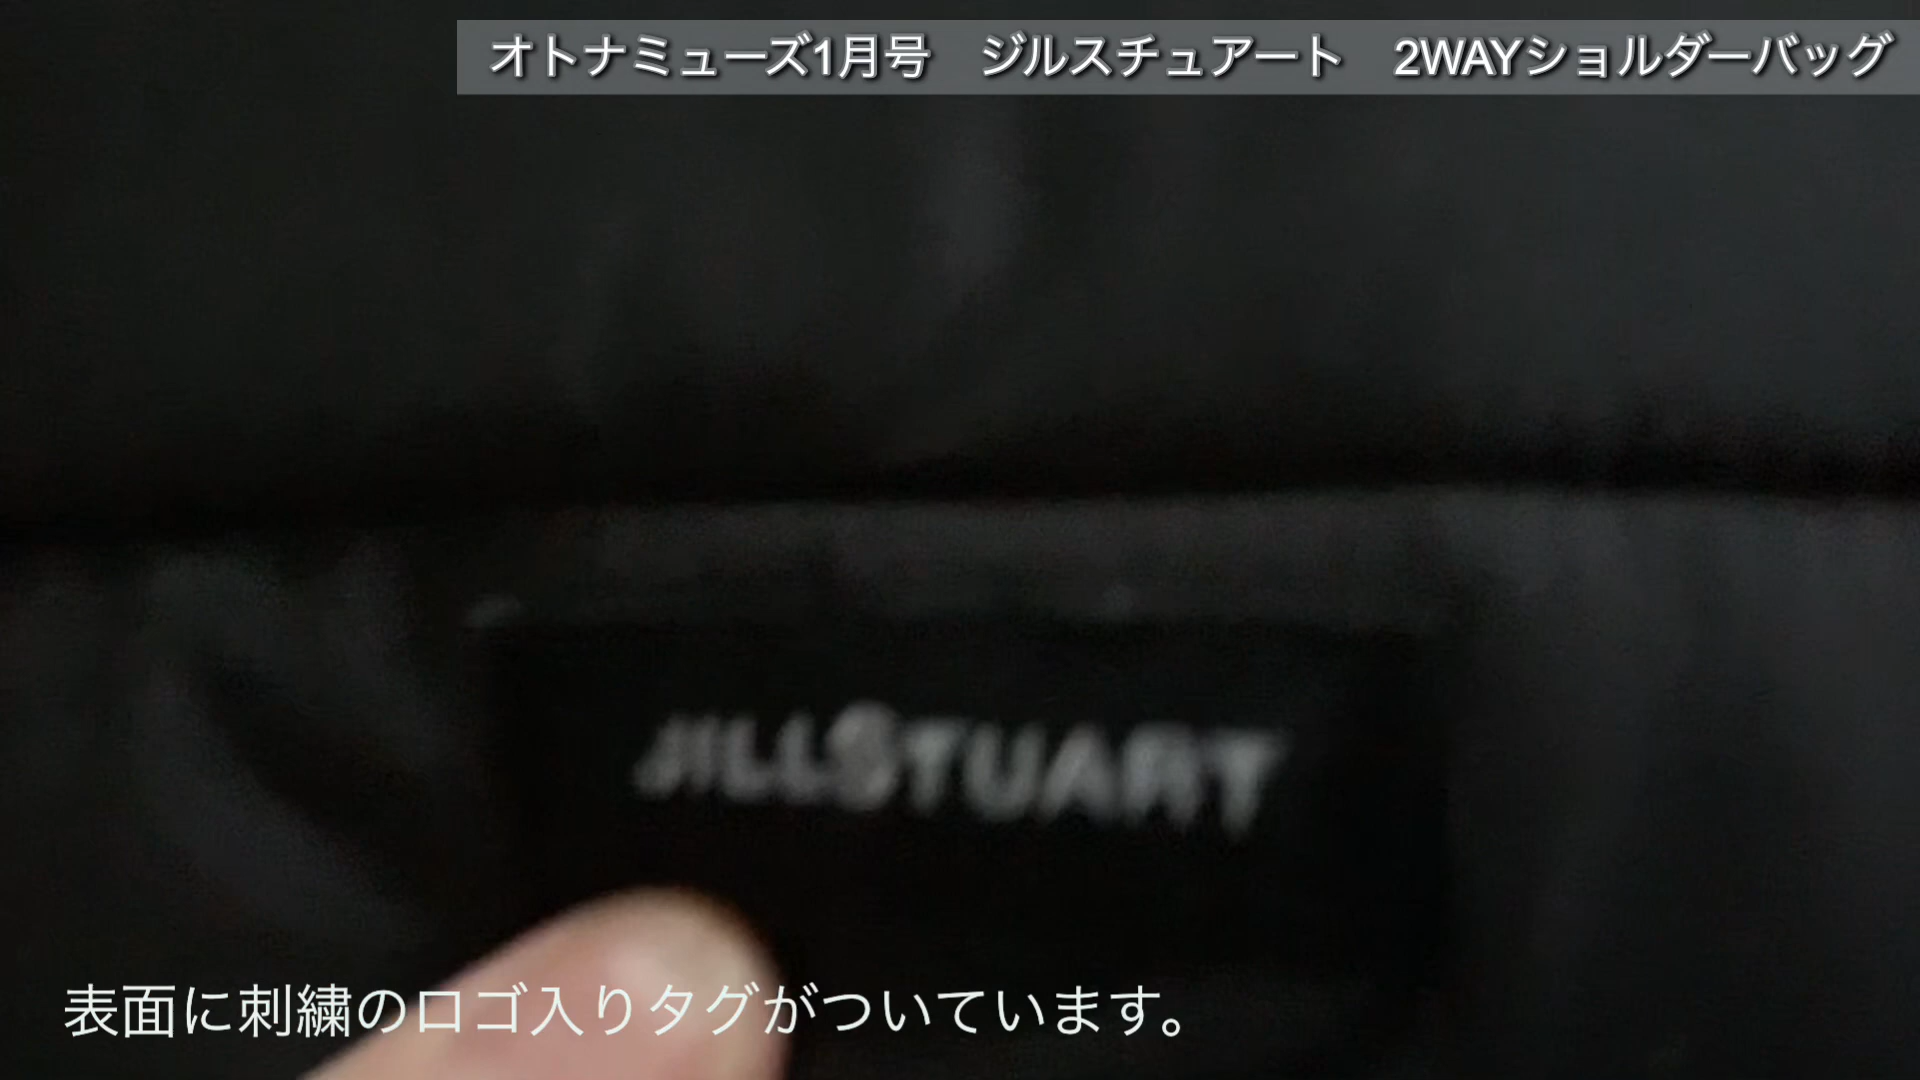 オトナミューズ1月号　ジルスチュアート　2WAYショルダーバッグ
JILLSTUART
表面に刺繍のロゴ入りタグがついています。